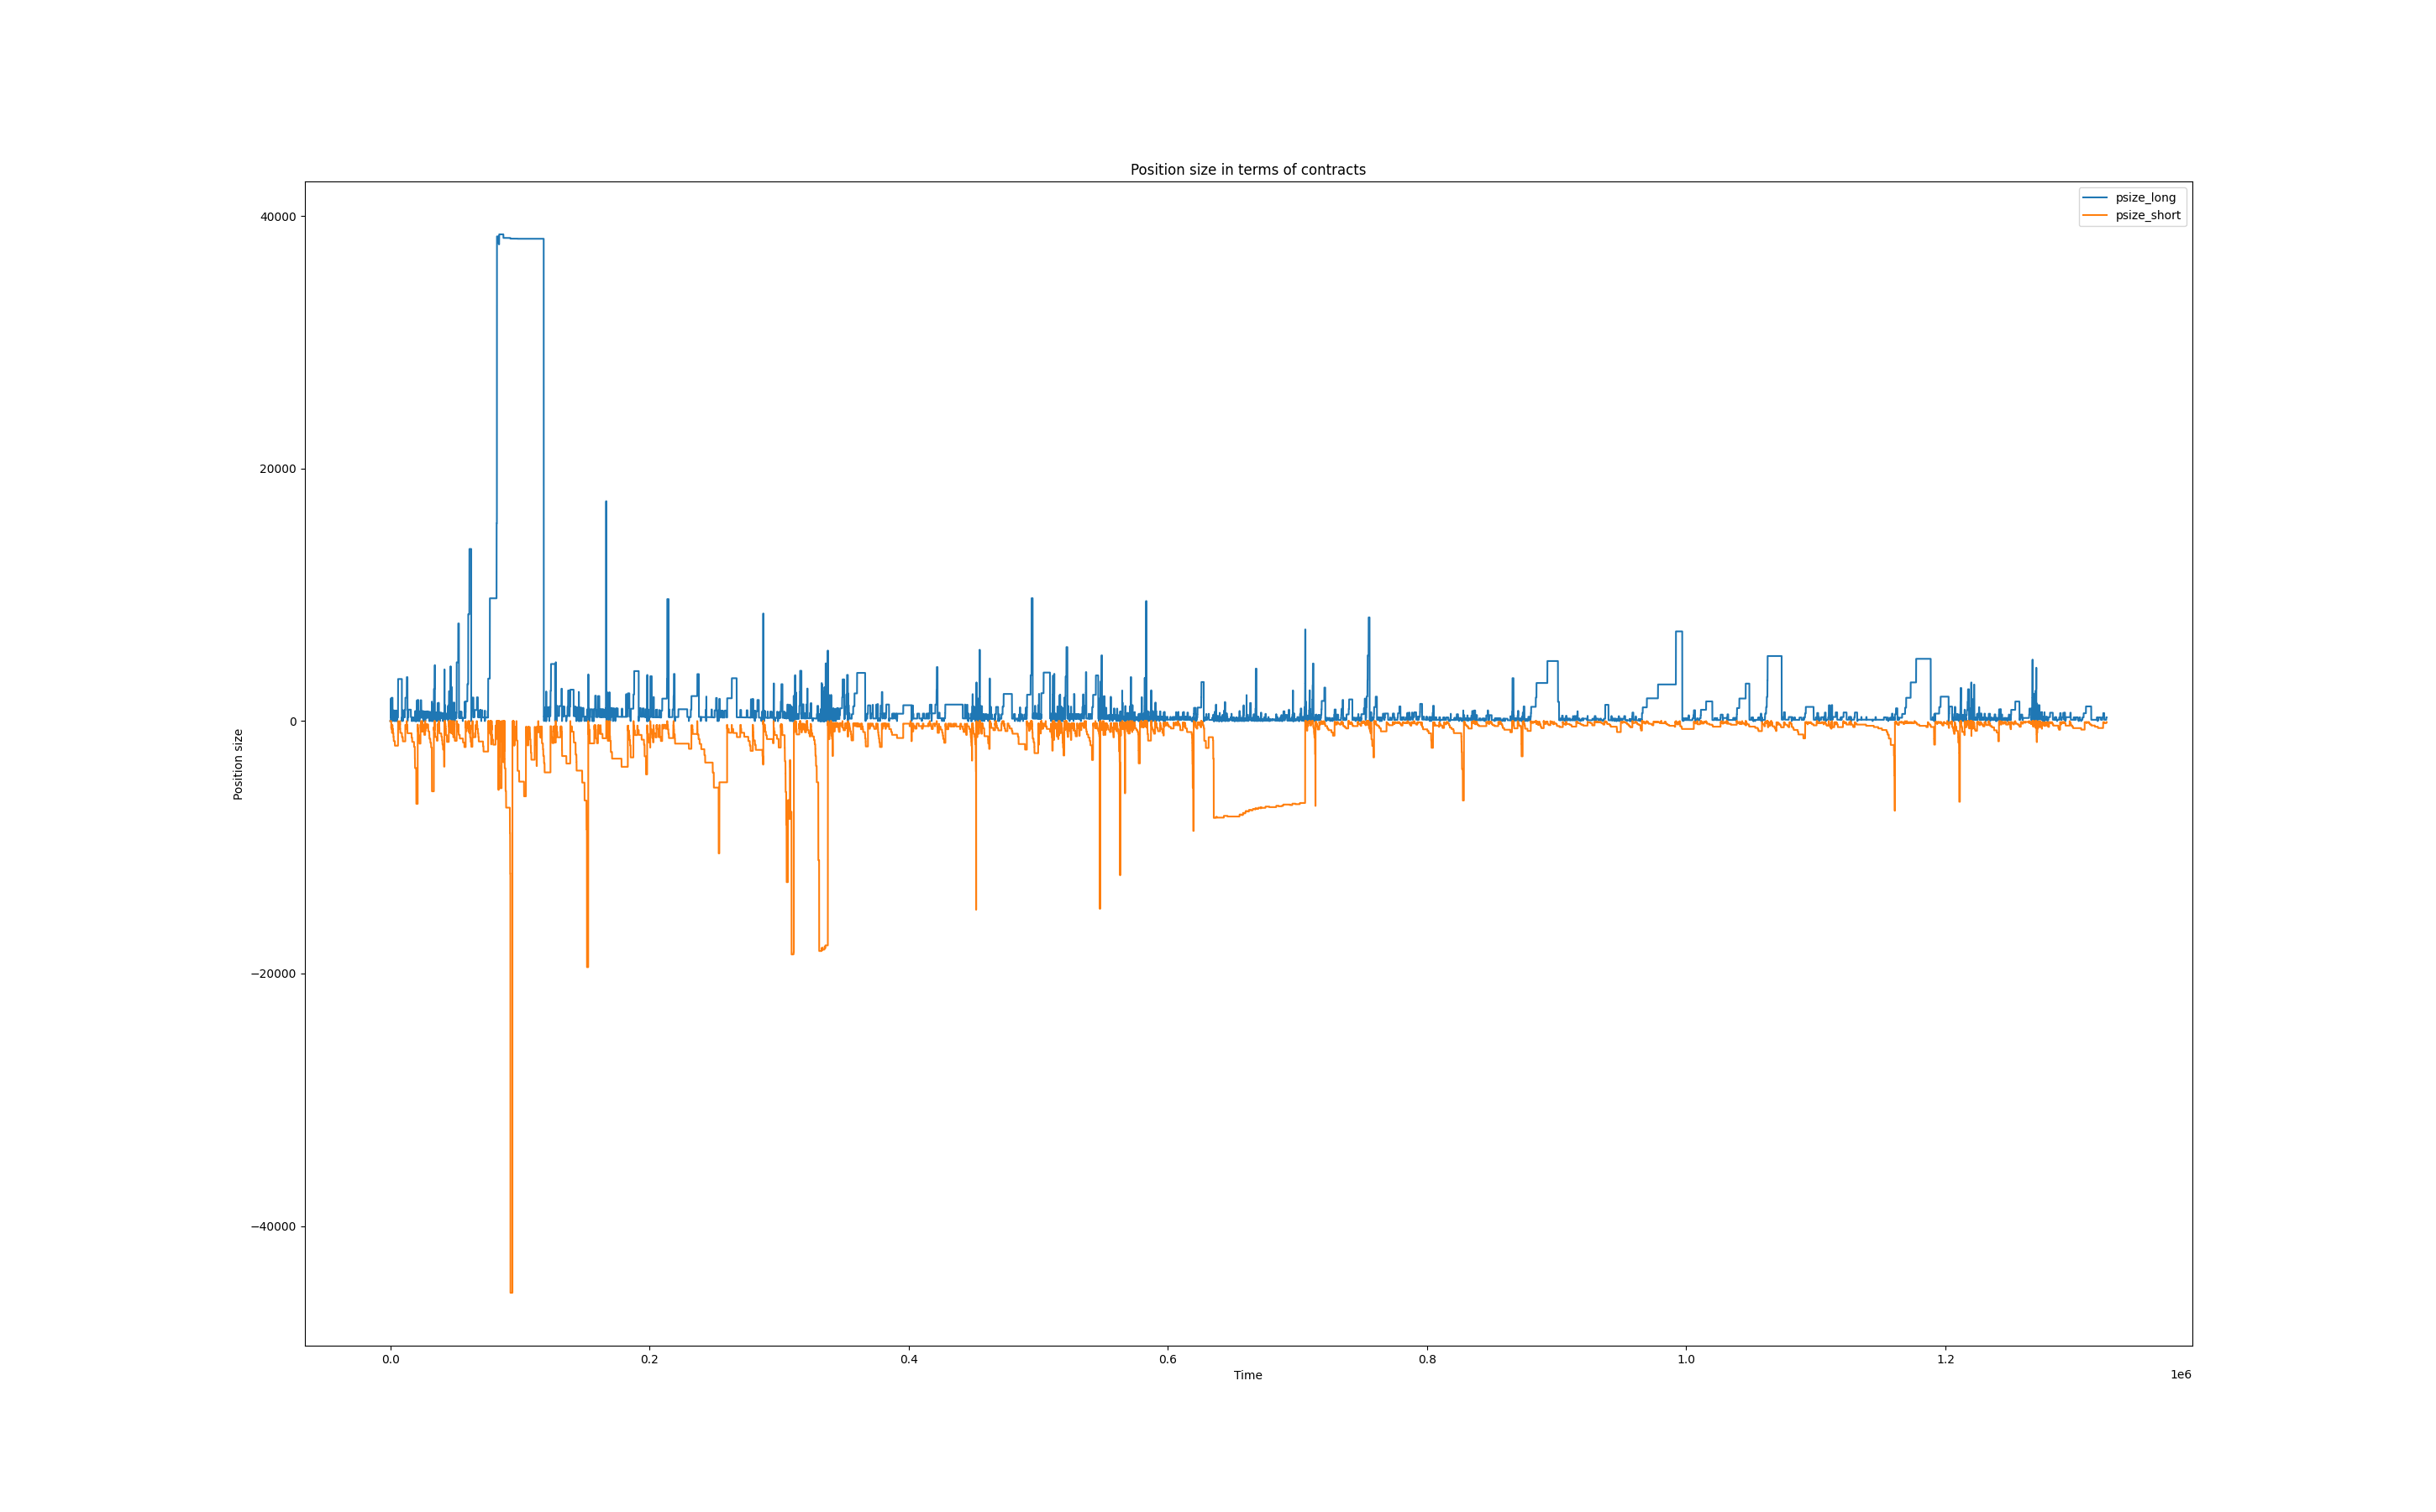 Position size in terms of contracts
psize_long
psize_short
40000
20000
0
−20000
−40000
Position size
0.0
0.2
0.4
0.6
0.8
1.0
1.2
1e6
Time